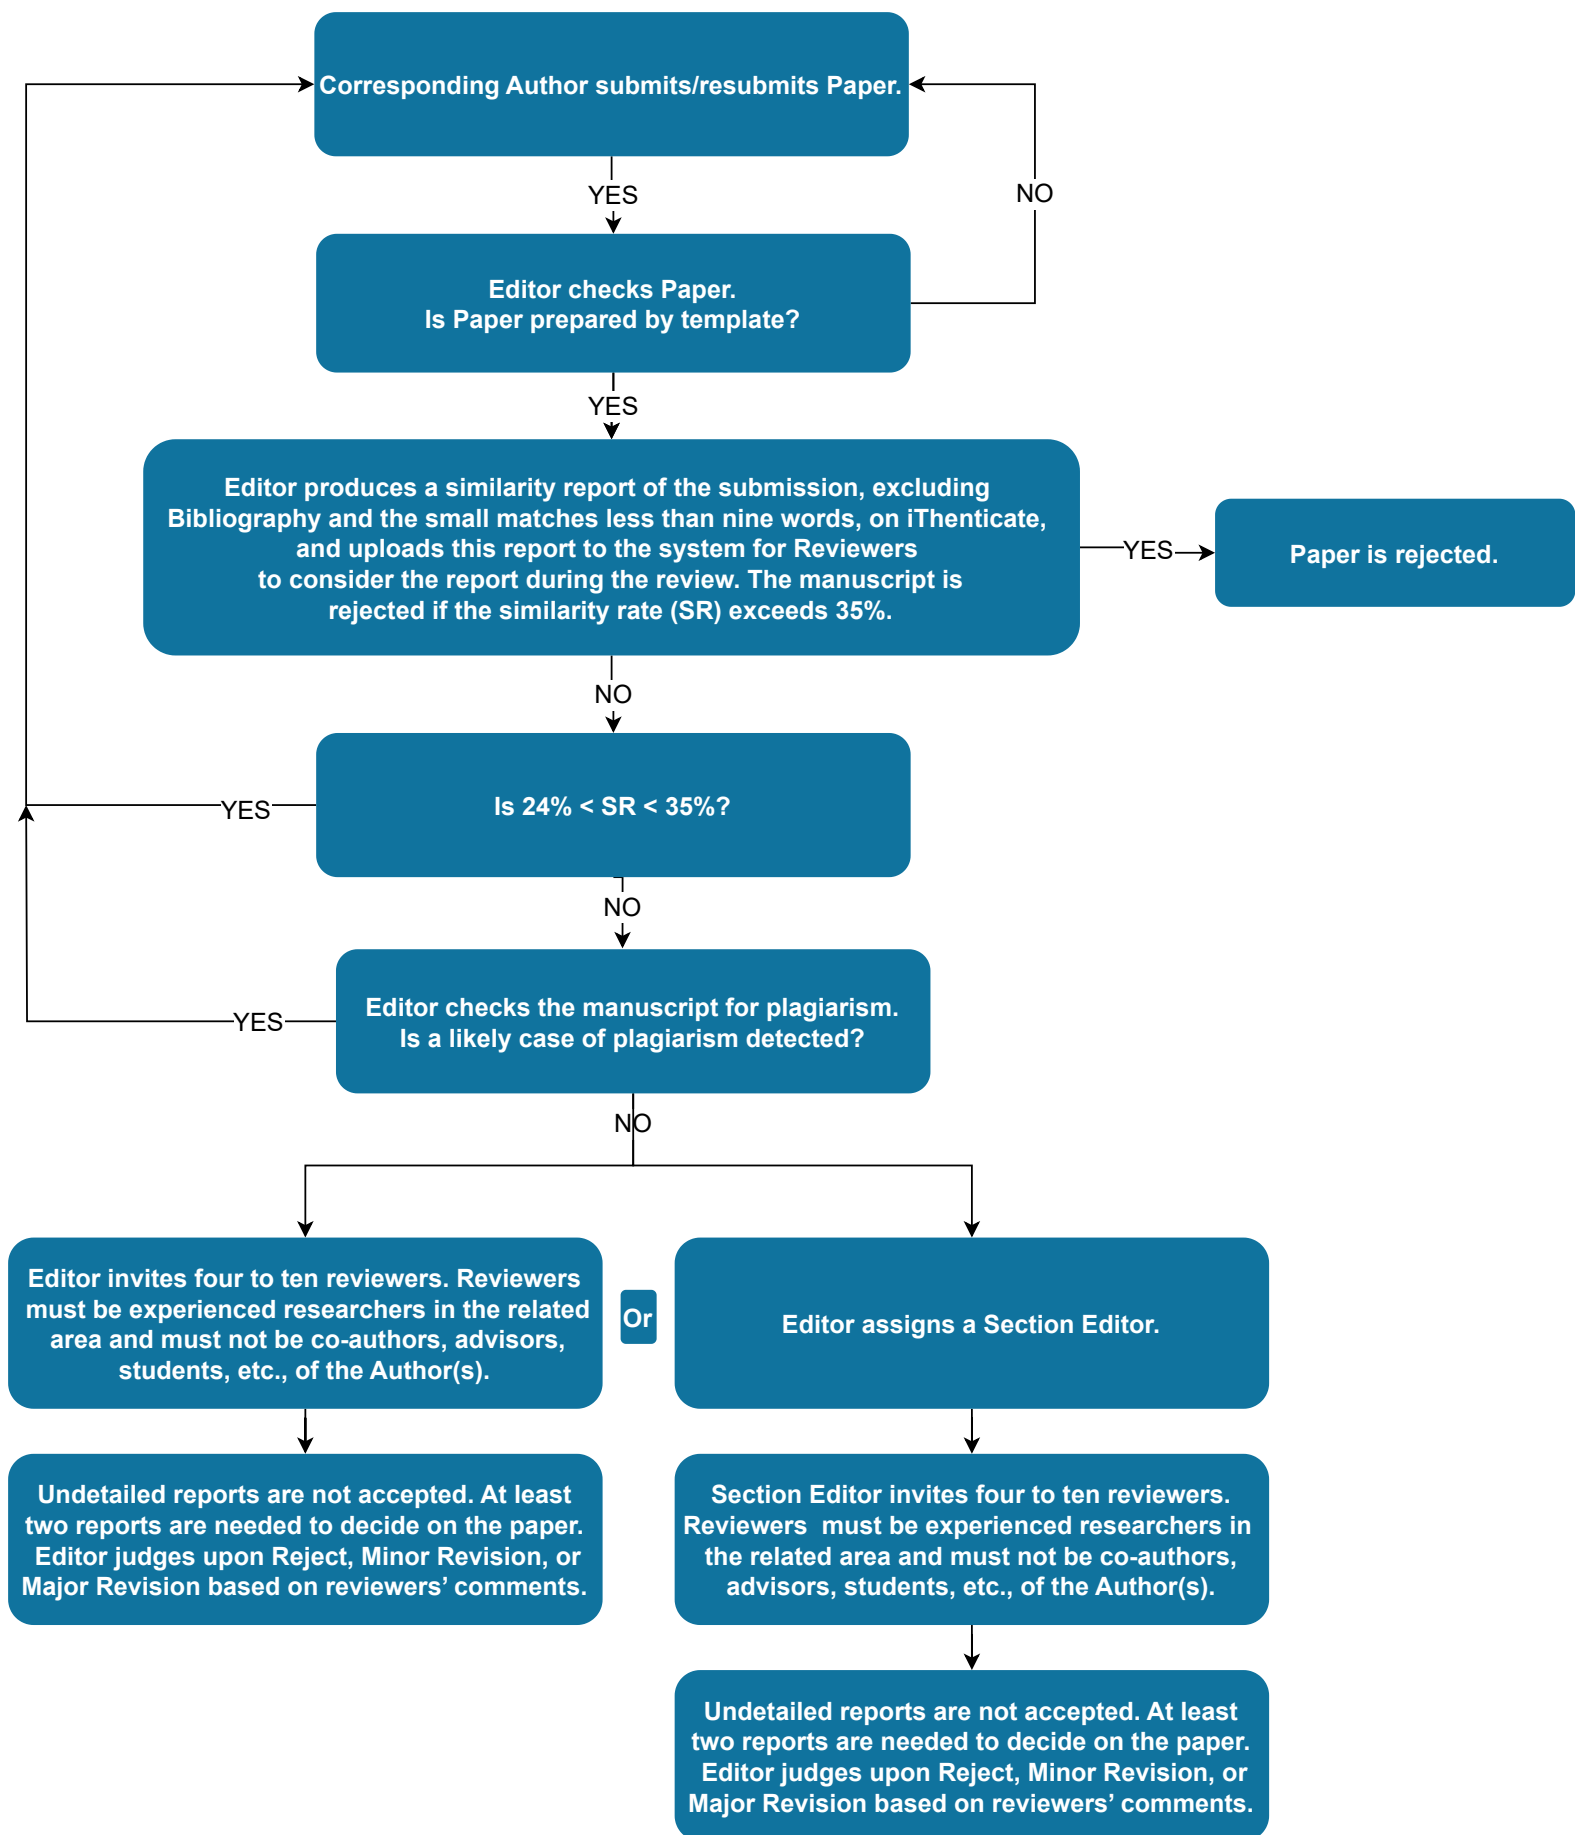 Corresponding Author submits/resubmits Paper.
YES
NO
Editor checks Paper.
Is Paper prepared by template?
YES
Editor produces a similarity report of the submission, excluding
Bibliography and the small matches less than nine words, on iThenticate,
and uploads this report to the system for Reviewers
to consider the report during the review. The manuscript is
rejected if the similarity rate (SR) exceeds 35%.
YES
Paper is rejected.
NO
Is 24% < SR < 35%?
YES
NO
Editor checks the manuscript for plagiarism.
Is a likely case of plagiarism detected?
YES
NO
Editor invites four to ten reviewers. Reviewers
must be experienced researchers in the related
area and must not be co-authors, advisors,
students, etc., of the Author(s).
Or
Editor assigns a Section Editor.
Undetailed reports are not accepted. At least
two reports are needed to decide on the paper.
Editor judges upon Reject, Minor Revision, or
Major Revision based on reviewers’ comments.
Section Editor invites four to ten reviewers.
Reviewers must be experienced researchers in
the related area and must not be co-authors,
advisors, students, etc., of the Author(s).
Undetailed reports are not accepted. At least
two reports are needed to decide on the paper.
Editor judges upon Reject, Minor Revision, or
Major Revision based on reviewers’ comments.